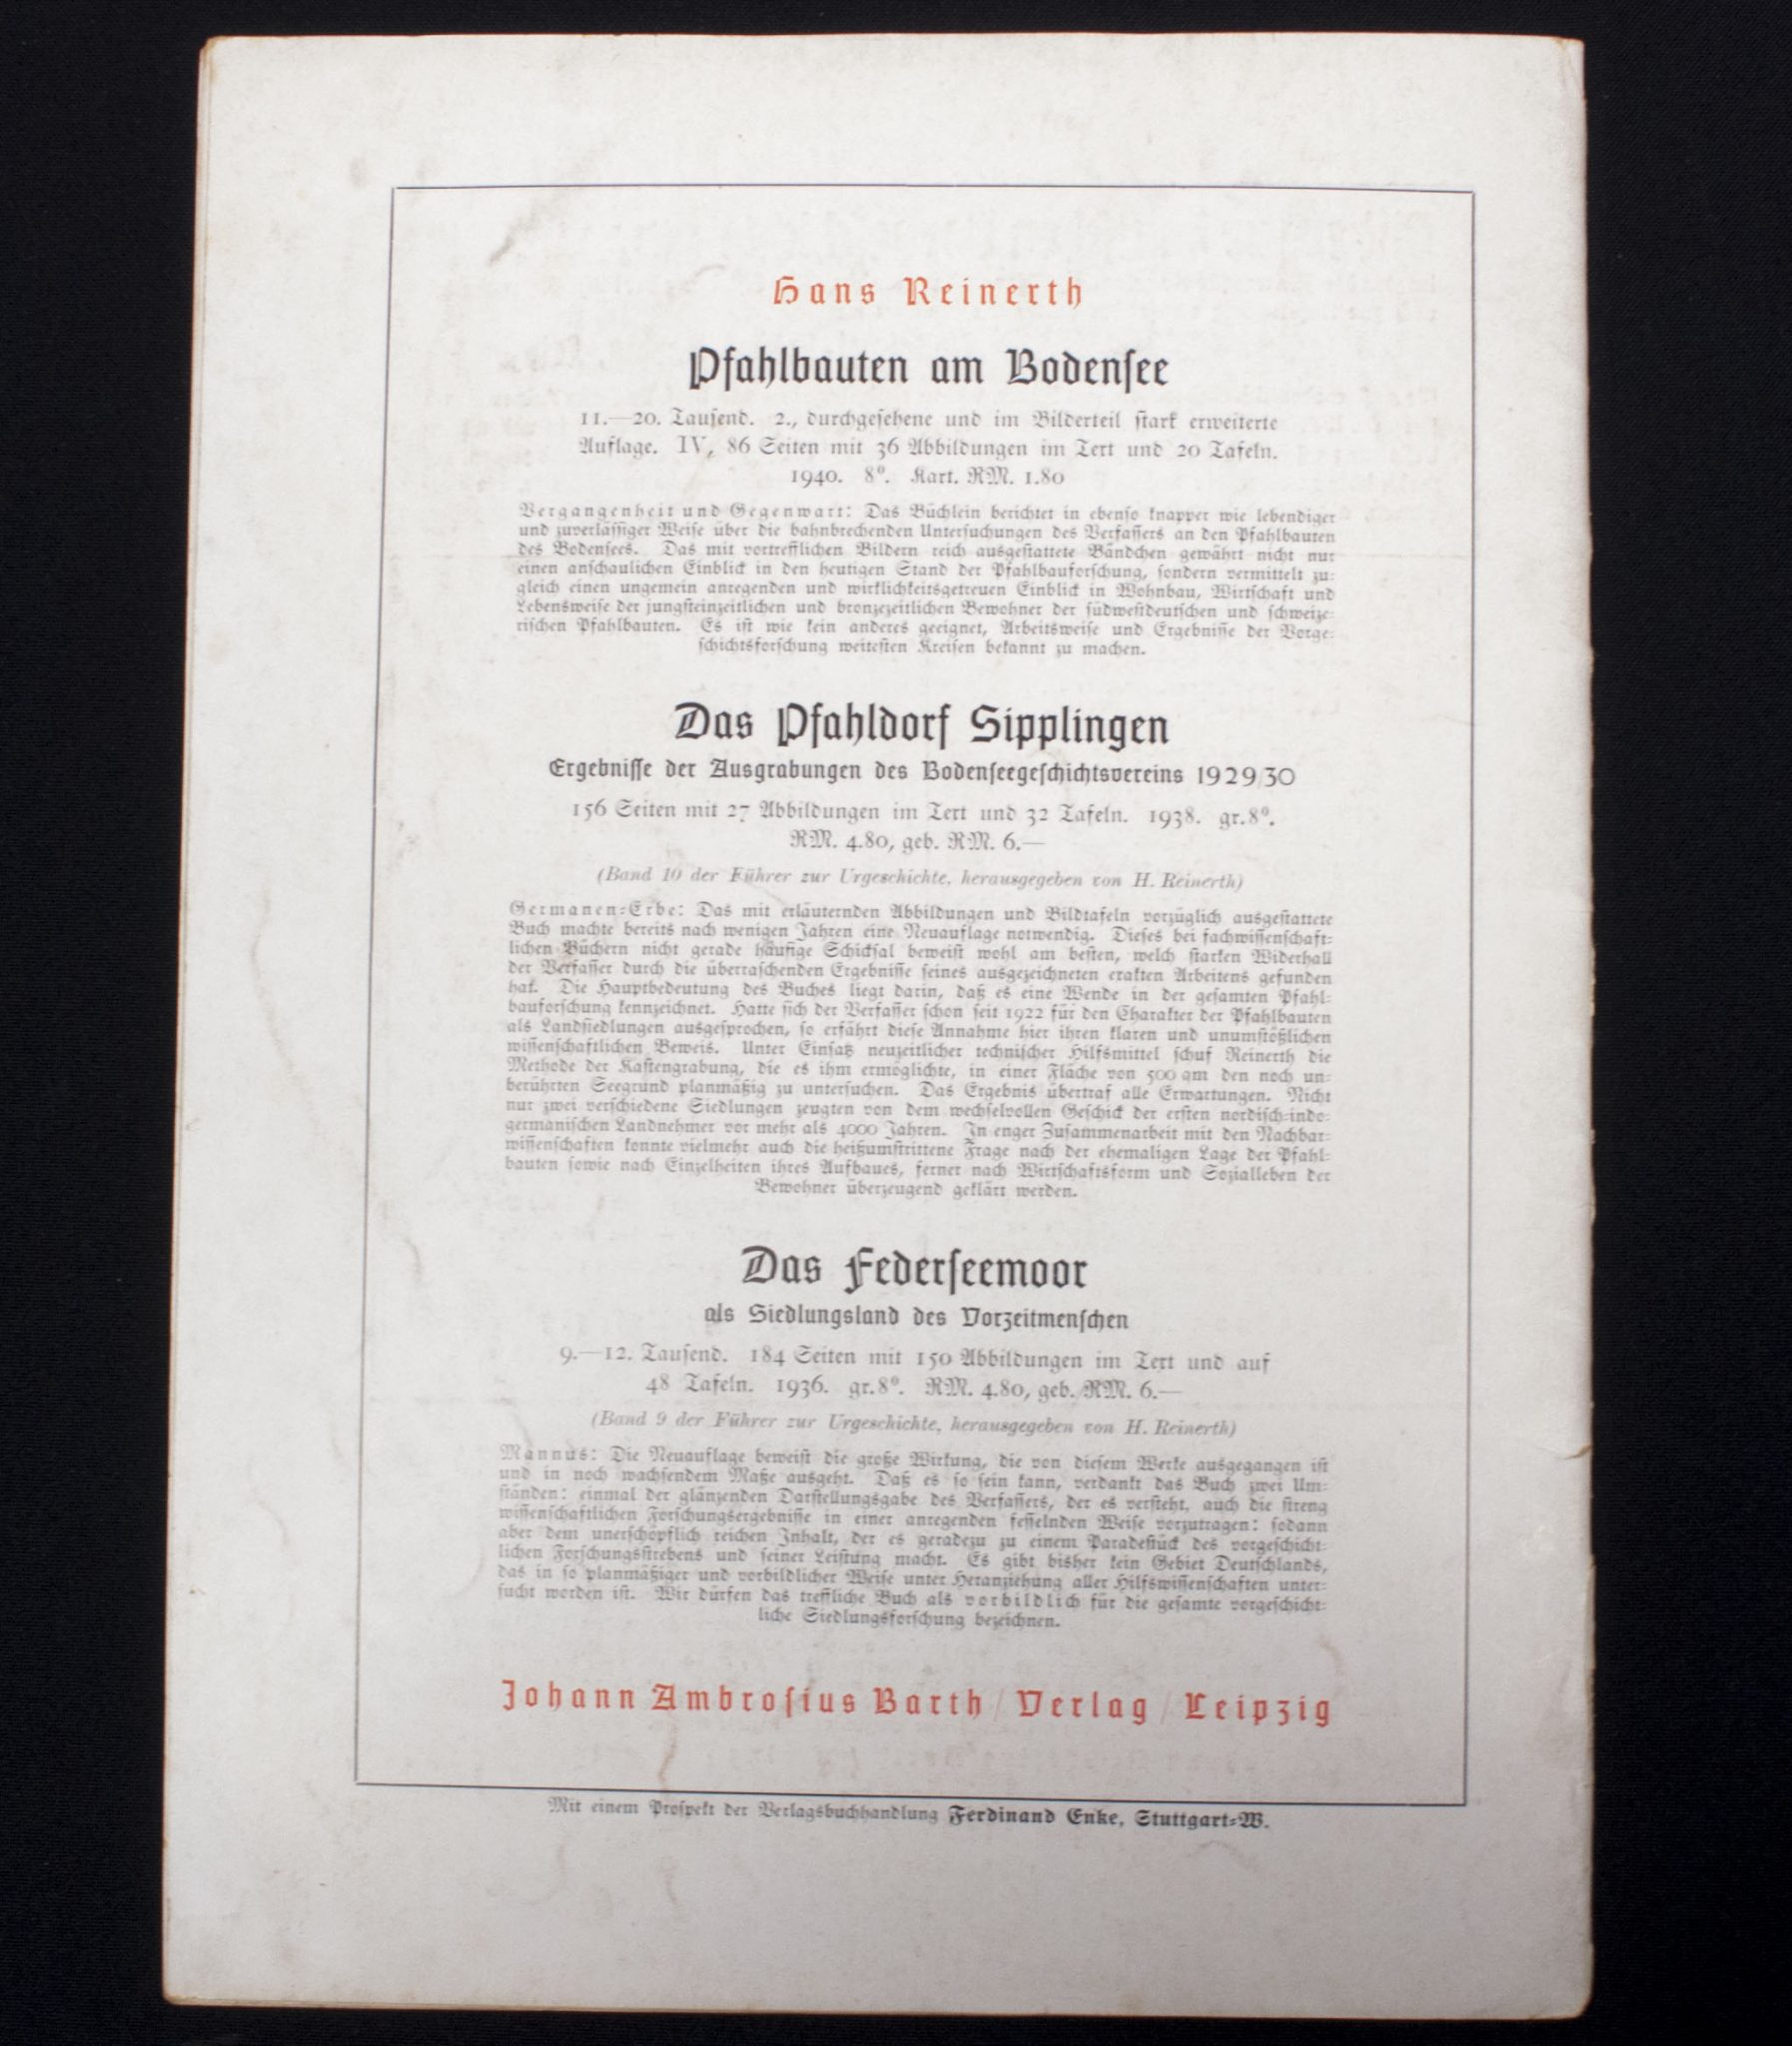 Hans Reinerth
Pfahlbauten am Bodensee
11.—20. Tausend. 2., durchgesehene und im Bilderteil stark erweiterte
Auflage. IV, 86 Seiten mit 36 Abbildungen im Text und 20 Tafeln.
1940. 8°. Kart. RM. 1.80
Vergangenheit und Gegenwart: Das Büchlein berichtet in ebenso knapper wie lebendiger
und zuverlässiger Weise über die bahnbrechenden Untersuchungen des Verfassers an den Pfahlbauten
des Bodensees. Das mit vortrefflichen Bildern reich ausgestattete Bändchen gewährt nicht nur
einen anschaulichen Einblick in den heutigen Stand der Pfahlbauforschung, sondern vermittelt zu-
gleich einen ungemein anregenden und wirklichkeitsgetreuen Einblick in Wohnbau, Wirtschaft und
Lebensweise der jungsteinzeitlichen und bronzezeitlichen Bewohner der südwestdeutschen und schweize-
rischen Pfahlbauten. Es ist wie kein anderes geeignet, Arbeitsweise und Ergebnisse der Vorge-
schichtsforschung weitesten Kreisen bekannt zu machen.
Das Pfahldorf Sipplingen
Ergebnisse der Ausgrabungen des Bodenseegeschichtsvereins 1929/30
156 Seiten mit 27 Abbildungen im Text und 32 Tafeln. 1938. gr.8°.
RM. 4.80, geb. RM. 6.—
(Band 10 der Führer zur Urgeschichte, herausgegeben von H. Reinerth)
Germanen-Erbe: Das mit erläuternden Abbildungen und Bildtafeln vorzüglich ausgestattete
Buch machte bereits nach wenigen Jahren eine Neuauflage notwendig. Dieses bei fachwissenschaft-
lichen Büchern nicht gerade häufige Schicksal beweist wohl am besten, welch starken Widerhall
der Verfasser durch die überraschenden Ergebnisse seines ausgezeichneten exakten Arbeitens gefunden
hat. Die Hauptbedeutung des Buches liegt darin, daß es eine Wende in der gesamten Pfahl-
bauforschung kennzeichnet. Hatte sich der Verfasser schon seit 1922 für den Charakter der Pfahlbauten
als Landsiedlungen ausgesprochen, so erfährt diese Annahme hier ihren klaren und unumstößlichen
wissenschaftlichen Beweis. Unter Einsatz neuzeitlicher technischer Hilfsmittel schuf Reinerth die
Methode der Kastengrabung, die es ihm ermöglichte, in einer Fläche von 500 qm den noch un-
berührten Seegrund planmäßig zu untersuchen. Das Ergebnis übertraf alle Erwartungen. Nicht
nur zwei verschiedene Siedlungen zeugten von dem wechselvollen Geschick der ersten nordisch-indo-
germanischen Landnehmer vor mehr als 4000 Jahren. In enger Zusammenarbeit mit den Nachbar-
wissenschaften konnte vielmehr auch die heißumstrittene Frage nach der ehemaligen Lage der Pfahl-
bauten sowie nach Einzelheiten ihres Aufbaues, ferner nach Wirtschaftsform und Sozialleben der
Bewohner überzeugend geklärt werden.
Das Federseemoor
als Siedlungsland des Vorzeitmenschen
9.—12. Tausend. 184 Seiten mit 150 Abbildungen im Text und auf
48 Tafeln. 1936. gr.8°. RM. 4.80, geb. RM. 6.—
(Band 9 der Führer zur Urgeschichte, herausgegeben von H. Reinerth)
Mannus: Die Neuauflage beweist die große Wirkung, die von diesem Werke ausgegangen ist
und in noch wachsendem Maße ausgeht. Daß es so sein kann, verdankt das Buch zwei Um-
ständen: einmal der glänzenden Darstellungsgabe des Verfassers, der es versteht, auch die streng
wissenschaftlichen Forschungsergebnisse in einer anregenden fesselnden Weise vorzutragen: sodann
aber dem unerschöpflich reichen Inhalt, der es geradezu zu einem Paradestück des vorgeschicht-
lichen Forschungsstrebens und seiner Leistung macht. Es gibt bisher kein Gebiet Deutschlands,
das in so planmäßiger und vorbildlicher Weise unter Heranziehung aller Hilfswissenschaften unter-
sucht worden ist. Wir dürfen das treffliche Buch als vorbildlich für die gesamte vorgeschicht-
liche Siedlungsforschung bezeichnen.
Johann Ambrosius Barth / Verlag / Leipzig
Mit einem Prospekt der Verlagsbuchhandlung Ferdinand Enke, Stuttgart-W.